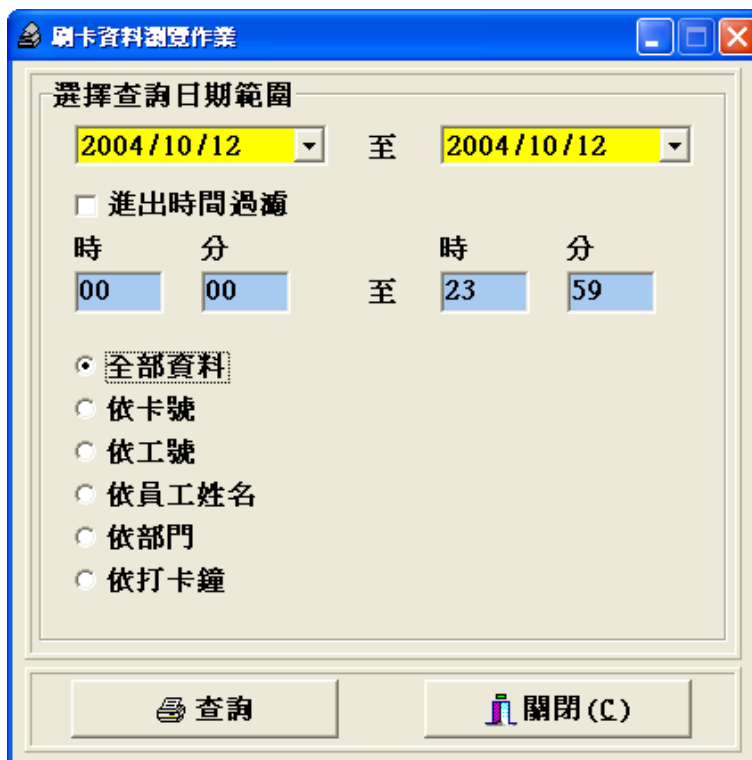 刷卡資料瀏覽作業
選擇查詢日期範圍
2004/10/12 至 2004/10/12
進出時間過濾
時 分 時 分
00 00 至 23 59
全部資料
依卡號
依工號
依員工姓名
依部門
依打卡鐘
查詢 關閉(C)